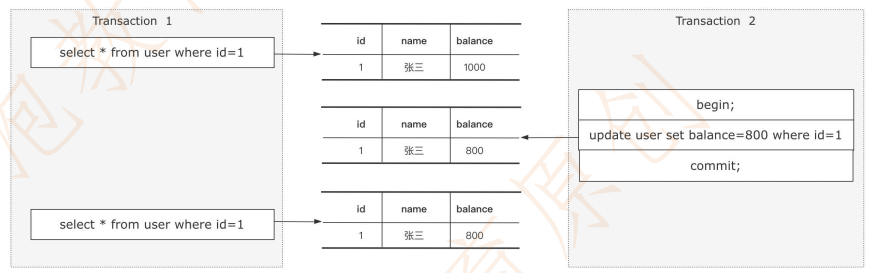 Transaction 1
select * from user where id=1
id name balance
1 张三 1000
Transaction 2
begin;
update user set balance=800 where id=1
commit;
id name balance
1 张三 800
select * from user where id=1
id name balance
1 张三 800